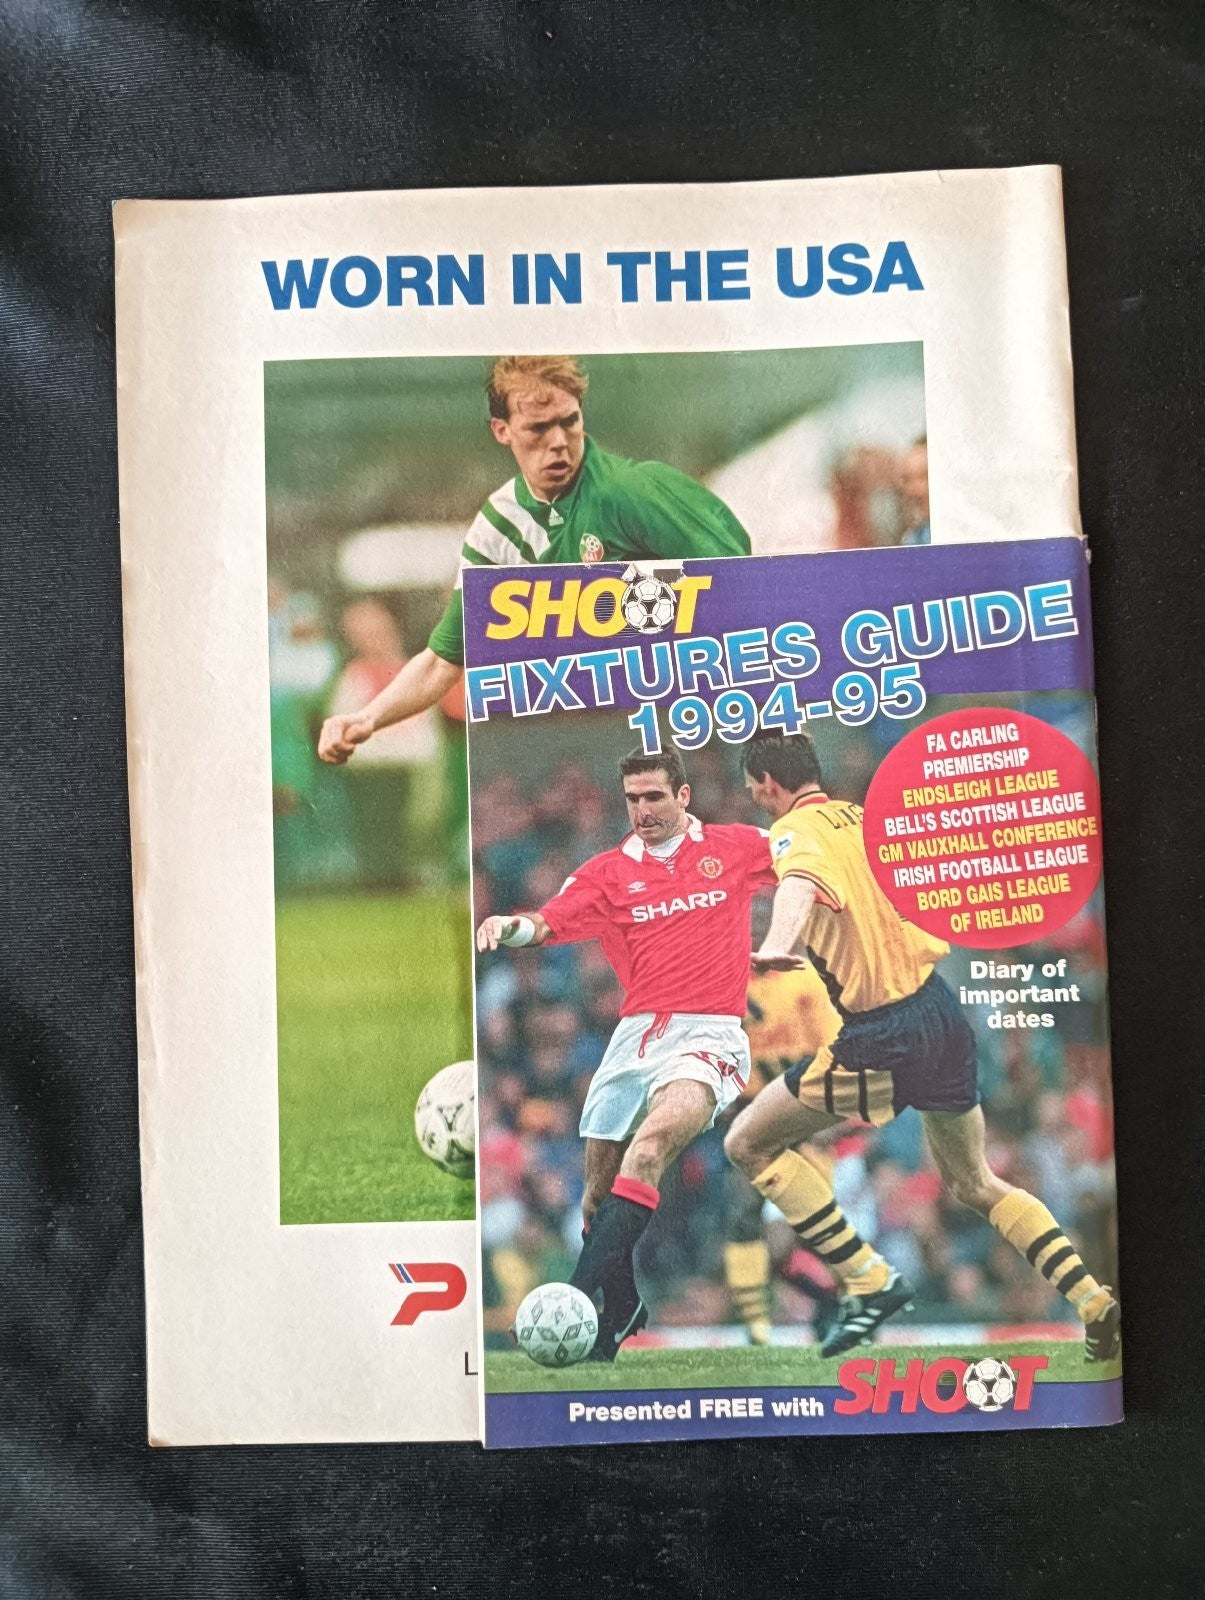 WORN IN THE USA
SHOOT
FIXTURES GUIDE
1994-95
FA CARLING
PREMIERSHIP
ENDSLEIGH LEAGUE
BELL'S SCOTTISH LEAGUE
GM VAUXHALL CONFERENCE
IRISH FOOTBALL LEAGUE
BORD GAIS LEAGUE
OF IRELAND
Diary of
important
dates
SHARP
P
L
Presented FREE with SHOOT